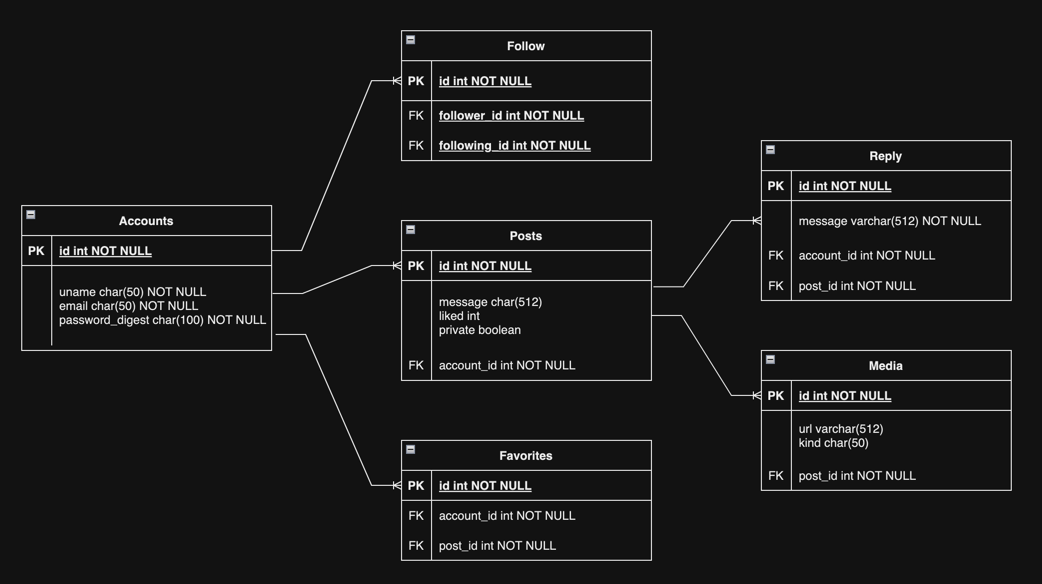 Follow
PK id int NOT NULL
FK follower_id int NOT NULL
FK following_id int NOT NULL
Accounts
PK id int NOT NULL
uname char(50) NOT NULL
email char(50) NOT NULL
password_digest char(100) NOT NULL
Posts
PK id int NOT NULL
message char(512)
liked int
private boolean
FK account_id int NOT NULL
Favorites
PK id int NOT NULL
FK account_id int NOT NULL
FK post_id int NOT NULL
Reply
PK id int NOT NULL
message varchar(512) NOT NULL
FK account_id int NOT NULL
FK post_id int NOT NULL
Media
PK id int NOT NULL
url varchar(512)
kind char(50)
FK post_id int NOT NULL